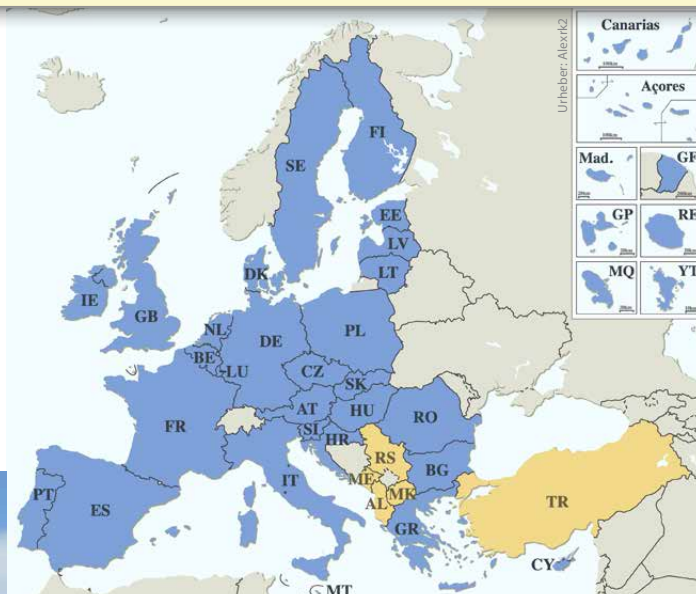 Urheber: Alexrk2
Canarias
Açores
Mad.
GF
GP
RE
MQ
YT
FI
SE
EE
LV
LT
DK
IE
GB
NL
BE
LU
DE
PL
CZ
SK
AT
HU
RO
SI
HR
FR
RS
BG
ME
MK
AL
IT
PT
ES
GR
TR
CY
MT